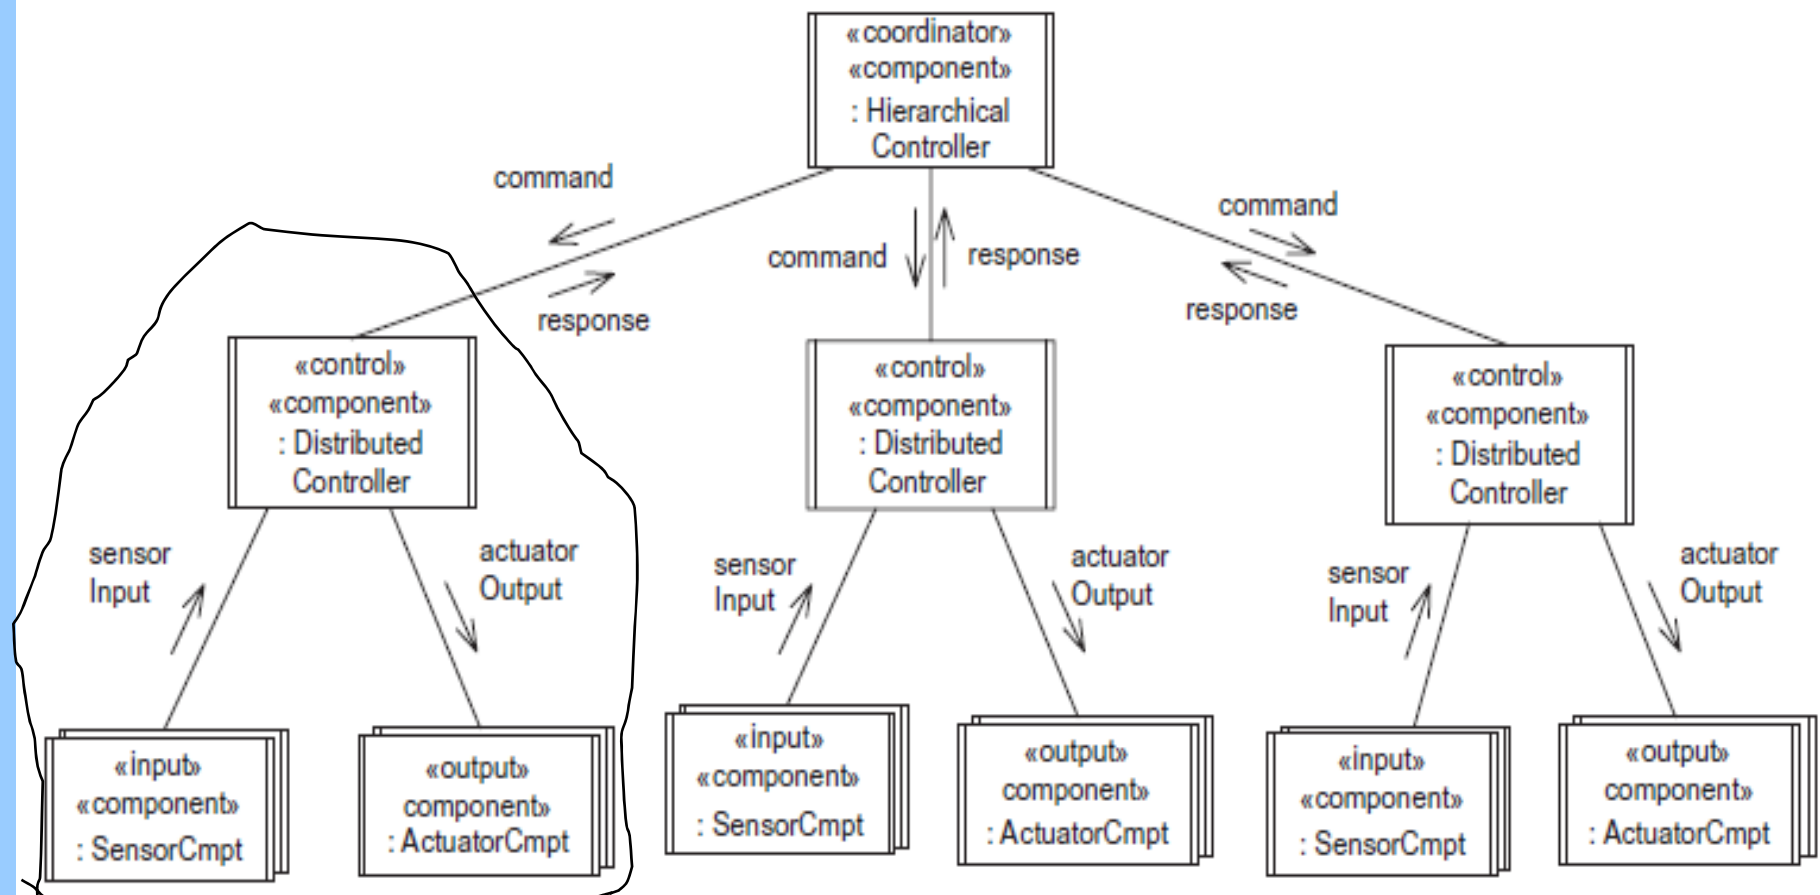 «coordinator»
«component»
: Hierarchical
Controller
command
response
command
response
command
response
«control»
«component»
: Distributed
Controller
«control»
«component»
: Distributed
Controller
«control»
«component»
: Distributed
Controller
sensor
Input
actuator
Output
sensor
Input
actuator
Output
sensor
Input
actuator
Output
«input»
«component»
: SensorCmpt
«output»
component»
: ActuatorCmpt
«input»
«component»
: SensorCmpt
«output»
component»
: ActuatorCmpt
«input»
«component»
: SensorCmpt
«output»
component»
: ActuatorCmpt